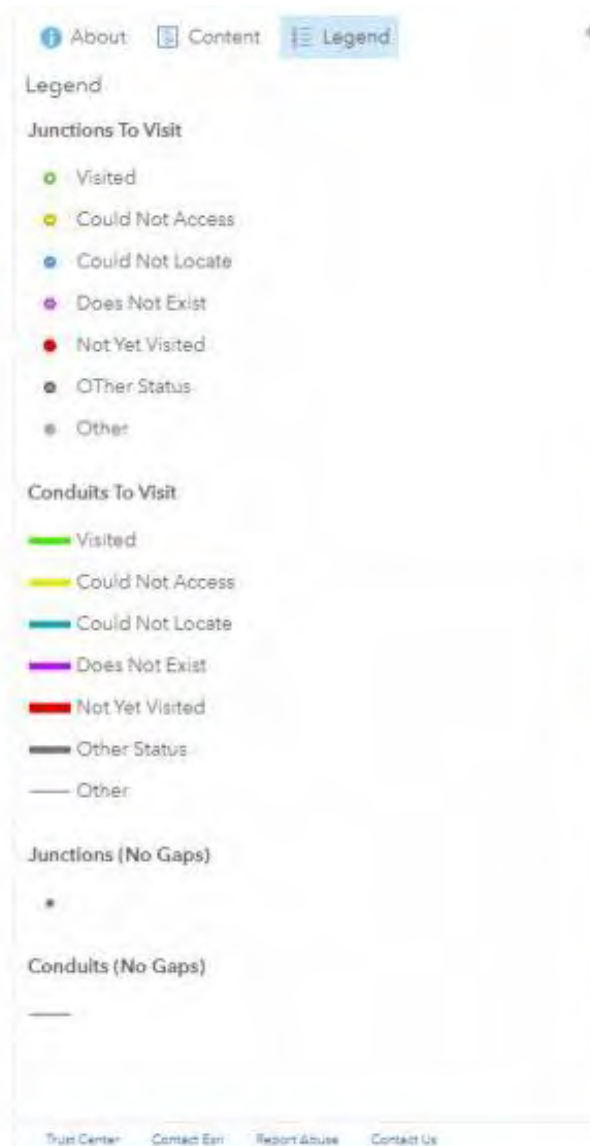 About Content Legend
Legend
Junctions To Visit
Visited
Could Not Access
Could Not Locate
Does Not Exist
Not Yet Visited
OTher Status
Other
Conduits To Visit
Visited
Could Not Access
Could Not Locate
Does Not Exist
Not Yet Visited
Other Status
Other
Junctions (No Gaps)
Conduits (No Gaps)
Trust Center Contact Esri Report Abuse Contact Us